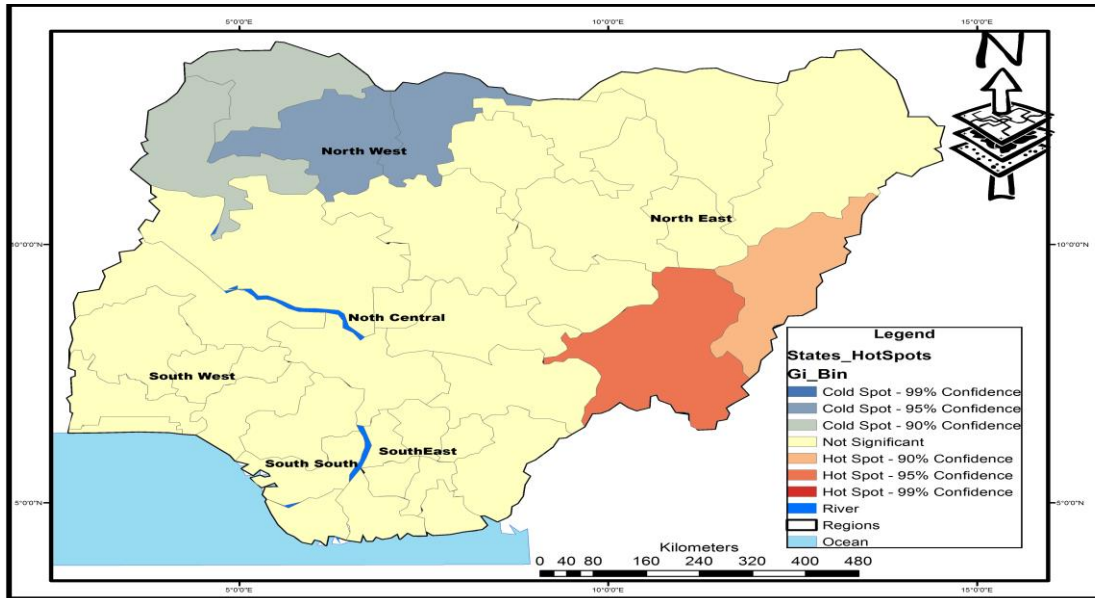 5°0'0"E 10°0'0"E 15°0'0"E
N
North West
North East
10°0'0"N 10°0'0"N
Noth Central
South West
SouthEast
South South
Legend
States_HotSpots
Gi_Bin
Cold Spot - 99% Confidence
Cold Spot - 95% Confidence
Cold Spot - 90% Confidence
Not Significant
Hot Spot - 90% Confidence
Hot Spot - 95% Confidence
Hot Spot - 99% Confidence
River
Regions
Ocean
5°0'0"N 5°0'0"N
Kilometers
0 40 80 160 240 320 400 480
5°0'0"E 10°0'0"E 15°0'0"E